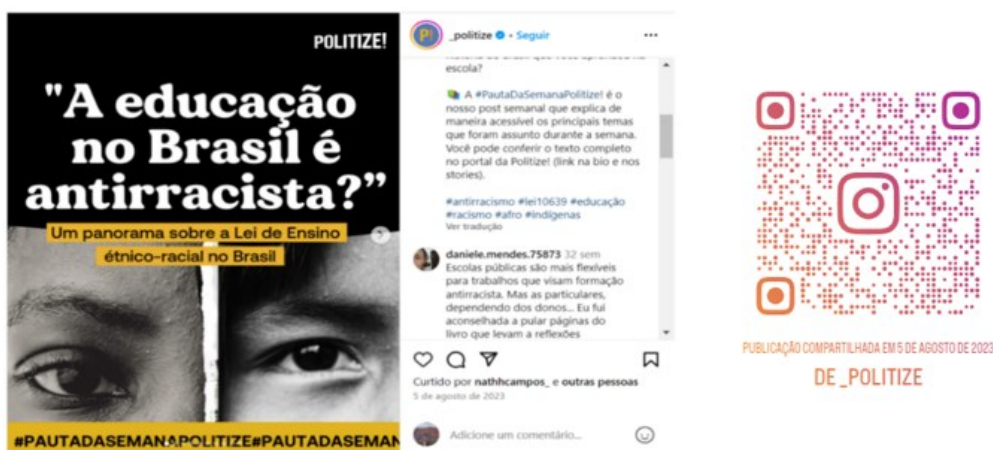 POLITIZE!
"A educação
no Brasil é
antirracista?”
Um panorama sobre a Lei de Ensino
étnico-racial no Brasil
#PAUTADASEMANAPOLITIZE#PAUTADASEMAN
_politize • Seguir
escola?
A #PautaDaSemanaPolitize! é o
nosso post semanal que explica de
maneira acessível os principais temas
que foram assunto durante a semana.
Você pode conferir o texto completo
no portal da Politize! (link na bio e nos
stories).
#antirracismo #lei10639 #educação
#racismo #afro #indígenas
Ver tradução
daniele.mendes.75873 32 sem
Escolas públicas são mais flexíveis
para trabalhos que visam formação
antirracista. Mas as particulares,
dependendo dos donos... Eu fui
aconselhada a pular páginas do
livro que levam a reflexões
Curtido por nathhcampos_ e outras pessoas
5 de agosto de 2023
Adicione um comentário...
PUBLICAÇÃO COMPARTILHADA EM 5 DE AGOSTO DE 2023
DE _POLITIZE